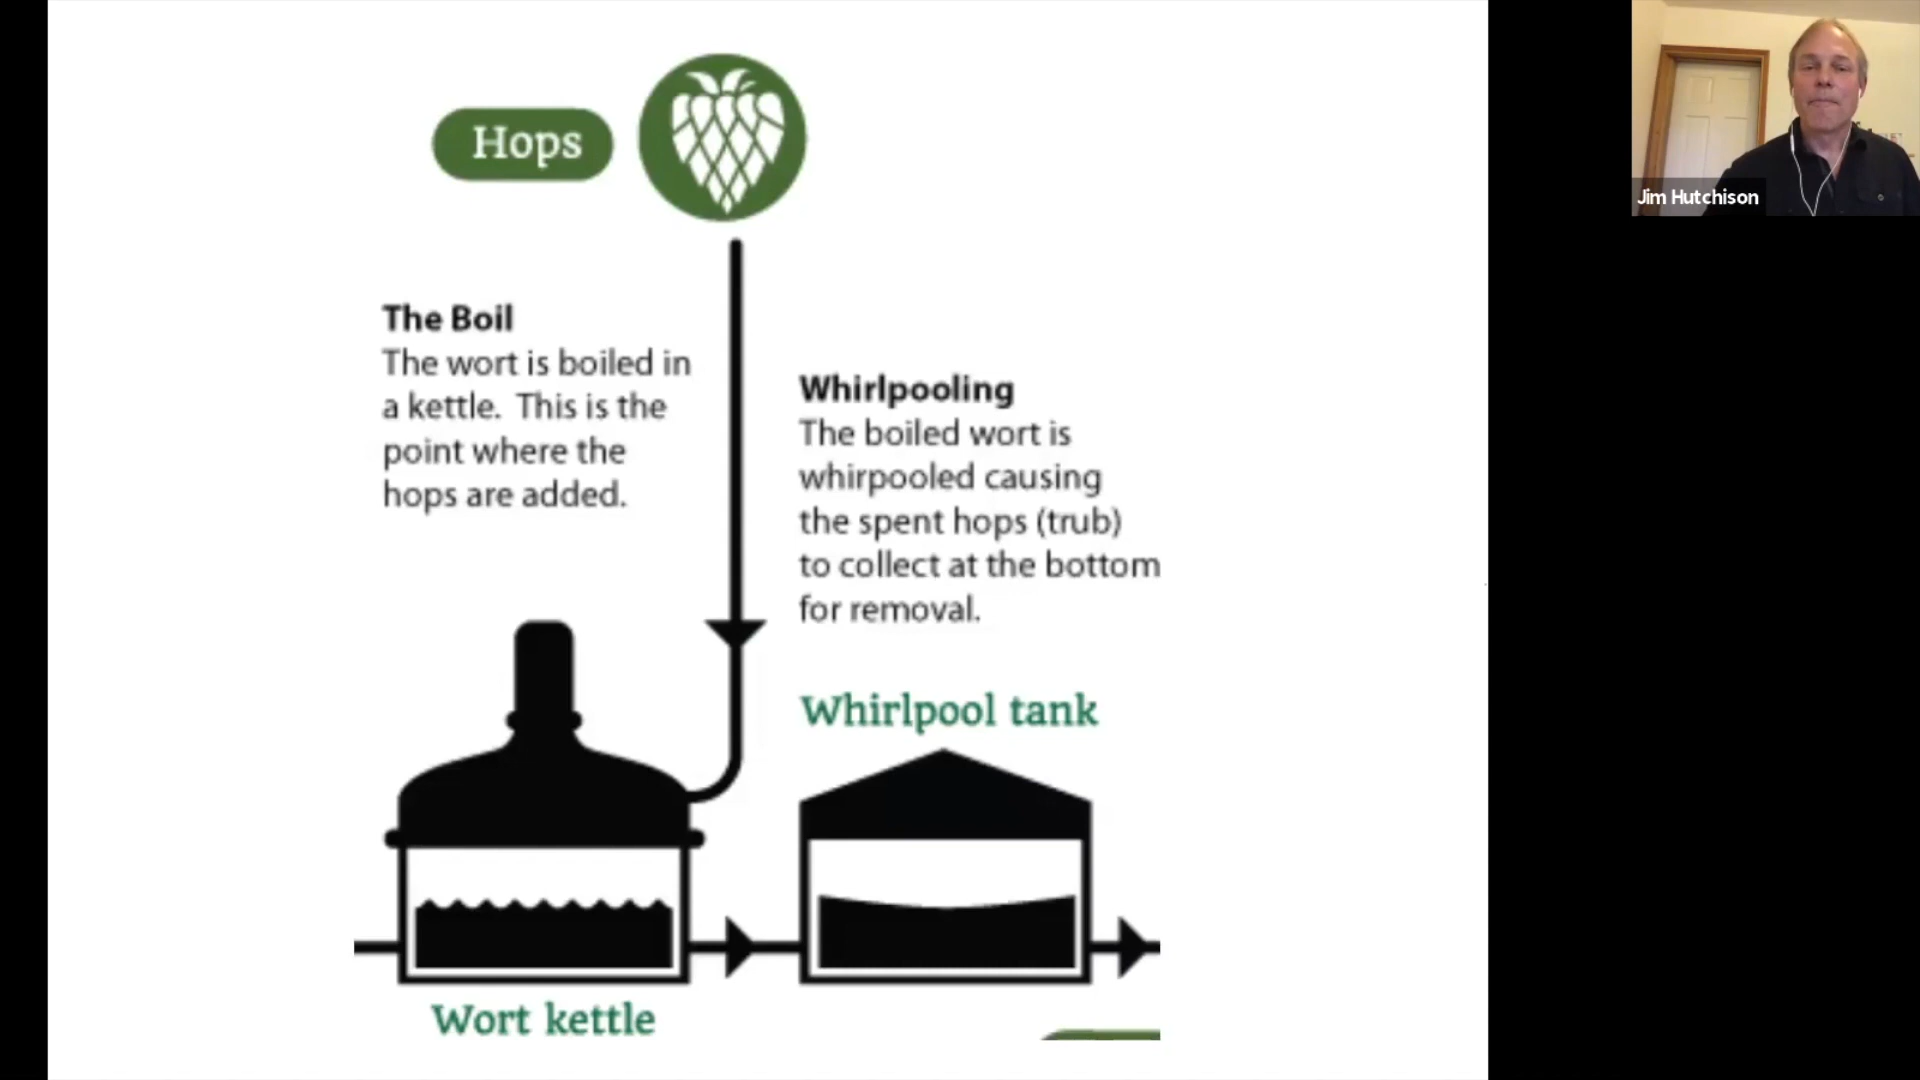 Hops
The Boil
The wort is boiled in
a kettle. This is the
point where the
hops are added.
Whirlpooling
The boiled wort is
whirpooled causing
the spent hops (trub)
to collect at the bottom
for removal.
Whirlpool tank
Wort kettle
Jim Hutchison